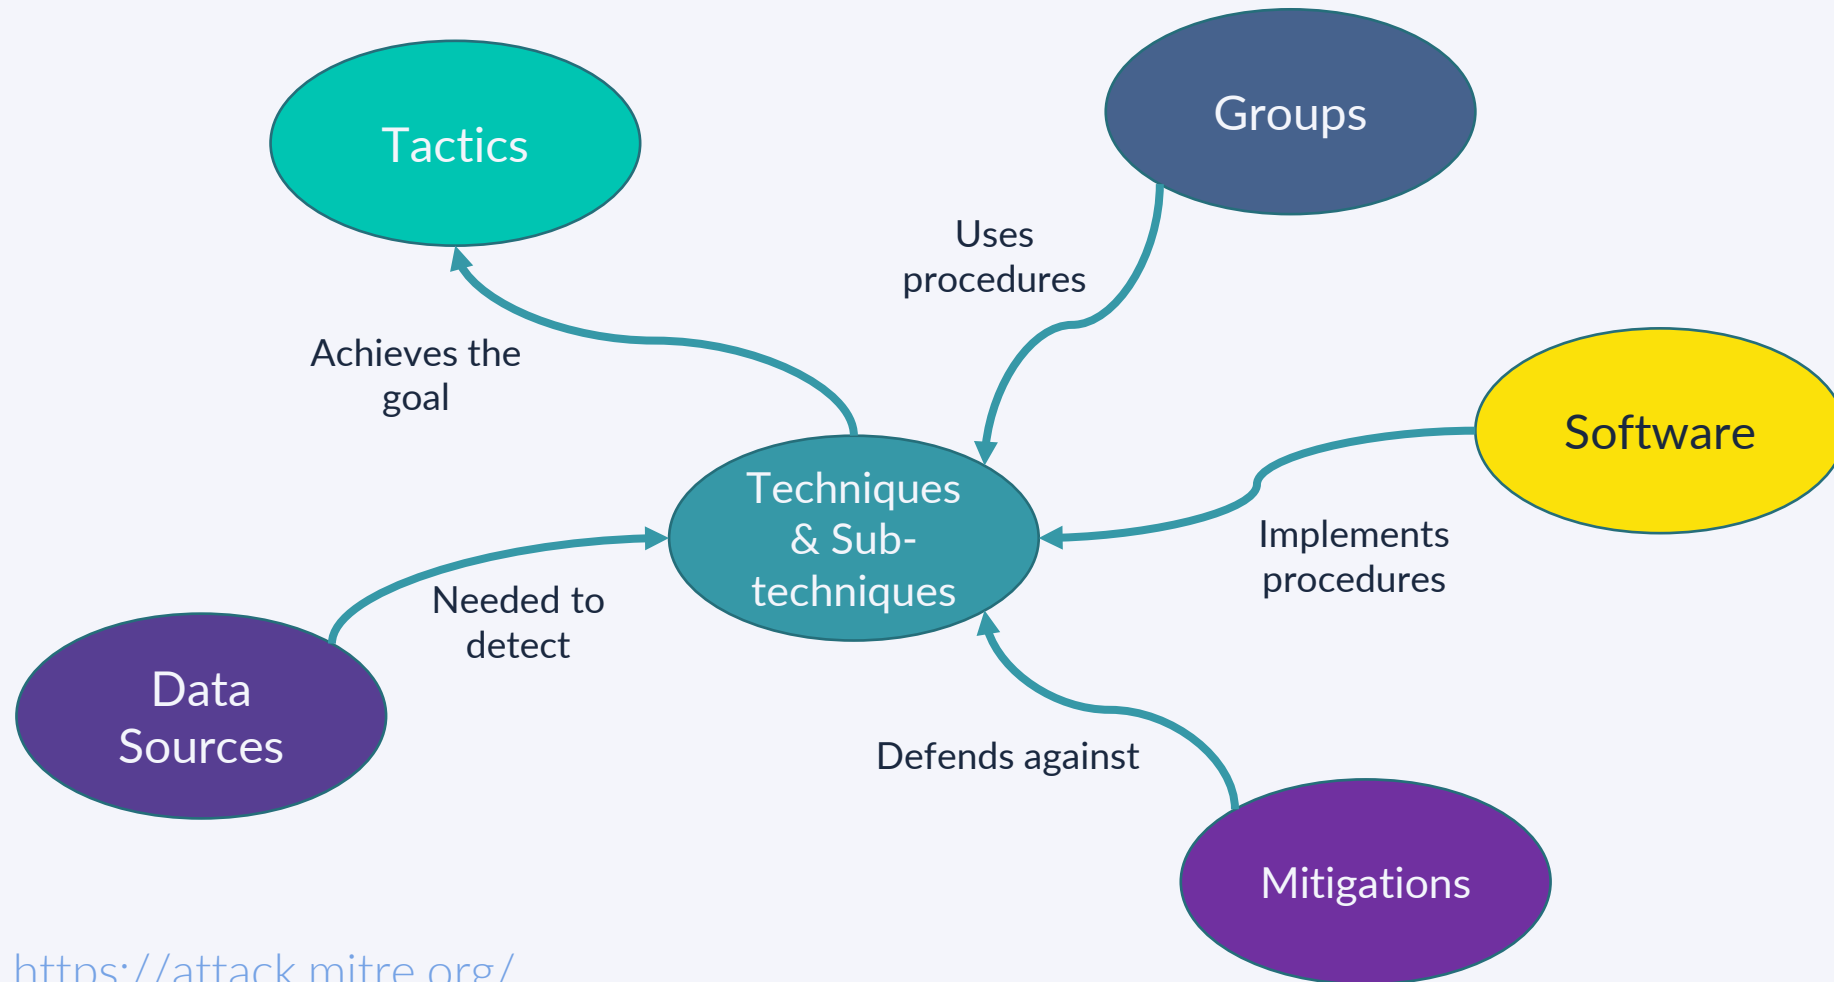 Tactics
Groups
Uses
procedures
Achieves the
goal
Software
Techniques
& Sub-
techniques
Implements
procedures
Needed to
detect
Data
Sources
Defends against
Mitigations
https://attack.mitre.org/